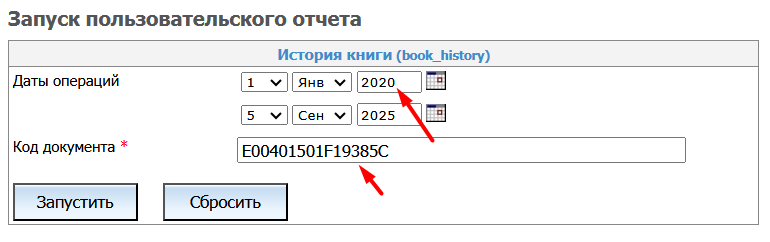 Запуск пользовательского отчета
История книги (book_history)
Даты операций 1 Янв 2020
5 Сен 2025
Код документа * E00401501F19385C
Запустить Сбросить